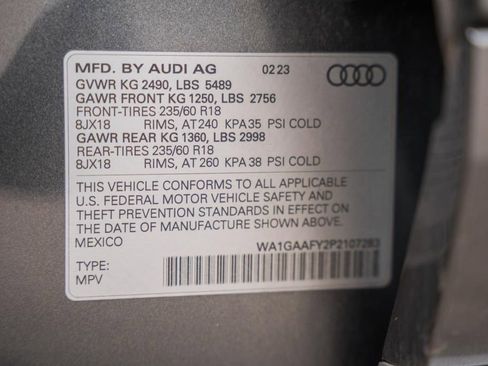 MFD. BY AUDI AG 02 23
GVWR KG 2490, LBS 5489
GAWR FRONT KG 1250, LBS 2756
FRONT-TIRES 235/60 R18
8JX18 RIMS, AT 240 KPA 35 PSI COLD
GAWR REAR KG 1360, LBS 2998
REAR-TIRES 235/60 R18
8JX18 RIMS, AT 260 KPA 38 PSI COLD
THIS VEHICLE CONFORMS TO ALL APPLICABLE
U.S. FEDERAL MOTOR VEHICLE SAFETY AND
THEFT PREVENTION STANDARDS IN EFFECT ON
THE DATE OF MANUFACTURE SHOWN ABOVE.
MEXICO WA1GAAFY2P2107283
TYPE:
MPV